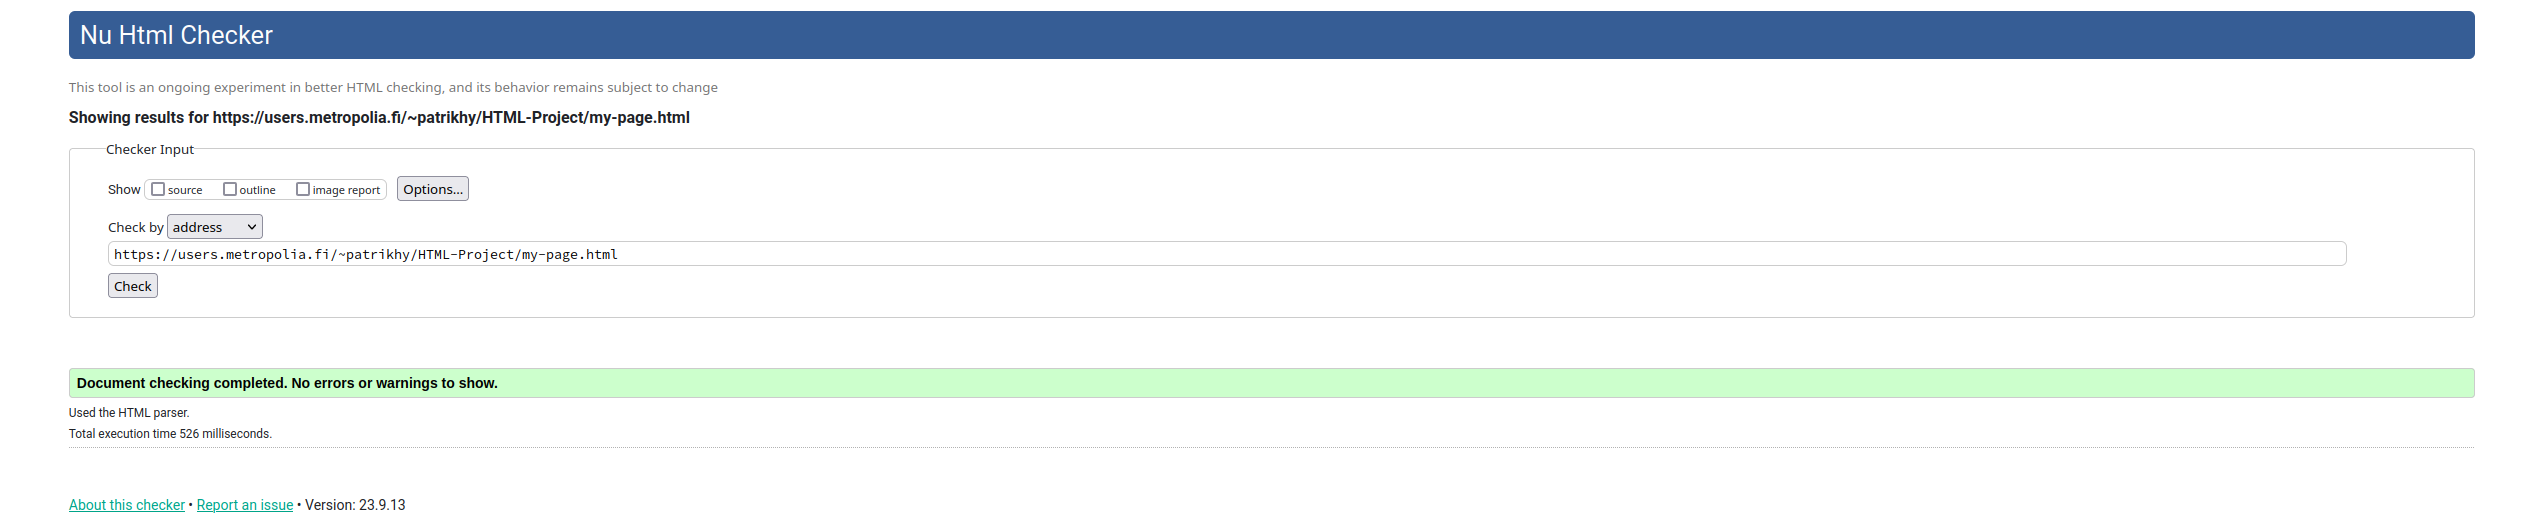 Nu Html Checker
This tool is an ongoing experiment in better HTML checking, and its behavior remains subject to change
Showing results for https://users.metropolia.fi/~patrikhy/HTML-Project/my-page.html
Checker Input
Show source outline image report Options...
Check by address
https://users.metropolia.fi/~patrikhy/HTML-Project/my-page.html
Check
Document checking completed. No errors or warnings to show.
Used the HTML parser.
Total execution time 526 milliseconds.
About this checker • Report an issue • Version: 23.9.13